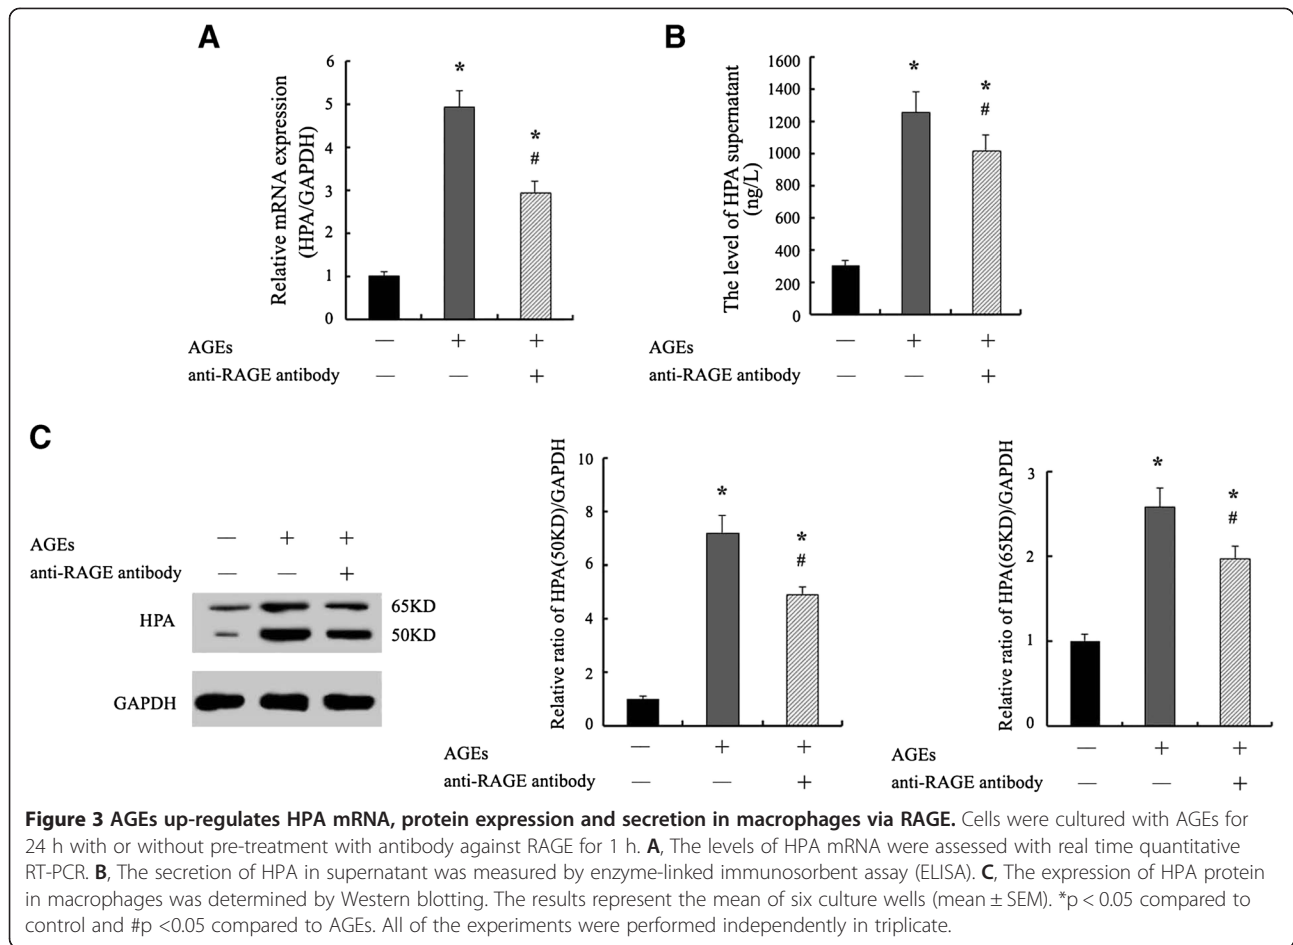 A
Relative mRNA expression
(HPA/GAPDH)
6
5
4
3
2
1
0
*
*
#
AGEs — + +
anti-RAGE antibody — — +
B
The level of HPA supernatant
(ng/L)
1600
1400
1200
1000
800
600
400
200
0
*
*
#
AGEs — + +
anti-RAGE antibody — — +
C
AGEs — + +
anti-RAGE antibody — — +
HPA
65KD
50KD
GAPDH
Relative ratio of HPA(50KD)/GAPDH
10
8
6
4
2
0
*
*
#
AGEs — + +
anti-RAGE antibody — — +
Relative ratio of HPA(65KD)/GAPDH
3
2
1
0
*
*
#
AGEs — + +
anti-RAGE antibody — — +
Figure 3 AGEs up-regulates HPA mRNA, protein expression and secretion in macrophages via RAGE. Cells were cultured with AGEs for
24 h with or without pre-treatment with antibody against RAGE for 1 h. A, The levels of HPA mRNA were assessed with real time quantitative
RT-PCR. B, The secretion of HPA in supernatant was measured by enzyme-linked immunosorbent assay (ELISA). C, The expression of HPA protein
in macrophages was determined by Western blotting. The results represent the mean of six culture wells (mean ± SEM). *p < 0.05 compared to
control and #p <0.05 compared to AGEs. All of the experiments were performed independently in triplicate.